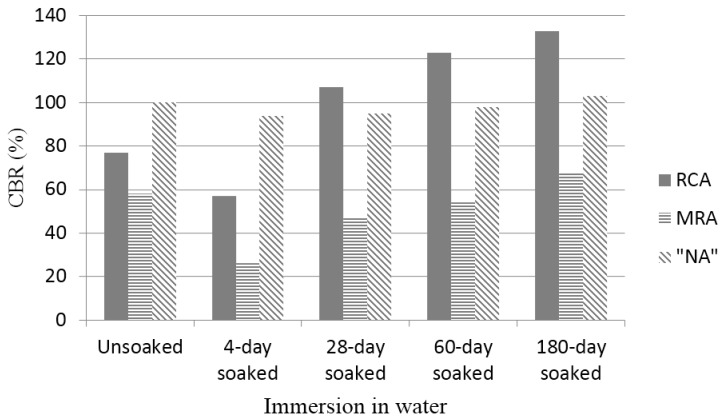 140
120
100
80
60
40
20
0
CBR (%)
Unsoaked
4-day
soaked
28-day
soaked
60-day
soaked
180-day
soaked
Immersion in water
RCA
MRA
"NA"